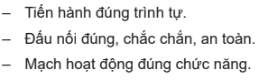 – Tiến hành đúng trình tự.
– Đấu nối đúng, chắc chắn, an toàn.
– Mạch hoạt động đúng chức năng.